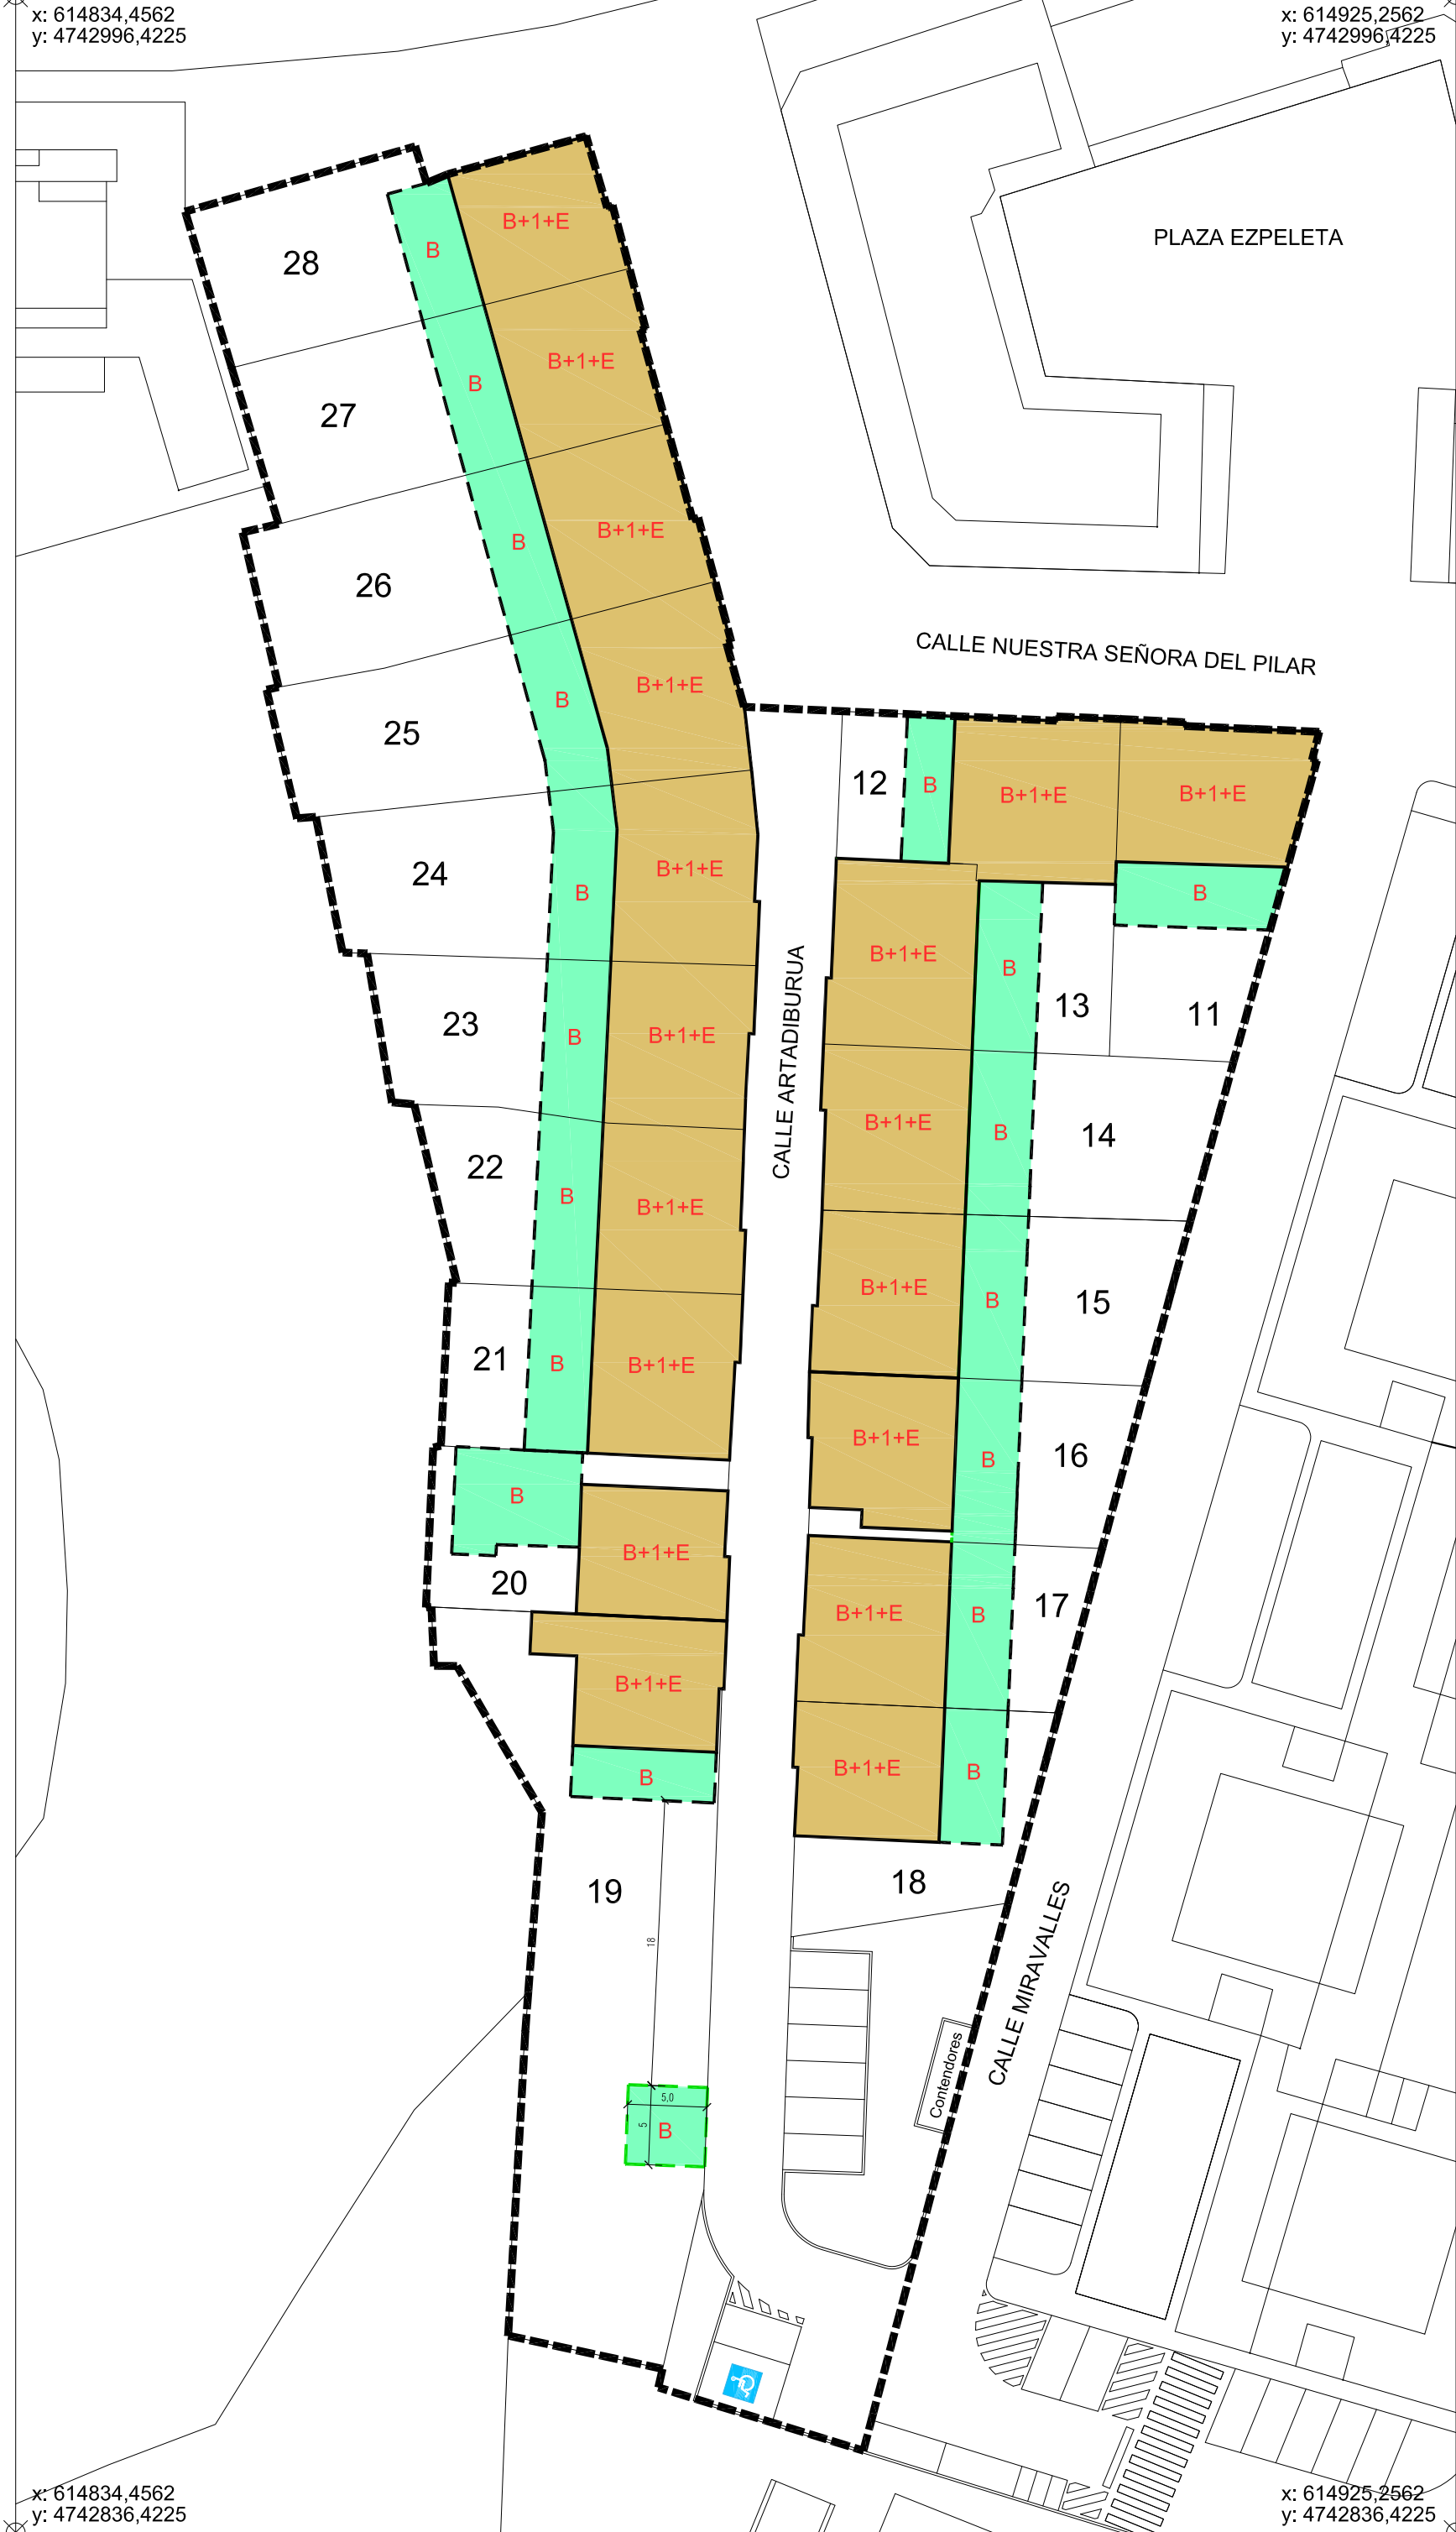 x: 614834,4562
y: 4742996,4225
x: 614925,2562
y: 4742996,4225
B+1+E
PLAZA EZPELETA
B
28
B+1+E
B
27
B+1+E
B
26
CALLE NUESTRA SEÑORA DEL PILAR
B+1+E
B
25
12
B
B+1+E
B+1+E
B+1+E
24
B
B
B+1+E
B
13
11
23
B
B+1+E
CALLE ARTADIBURUA
B+1+E
B
14
22
B
B+1+E
B+1+E
B
15
21
B
B+1+E
B+1+E
B
16
B
B+1+E
20
B+1+E
B
17
B+1+E
B
B+1+E
B
19
18
18
CALLE MIRAVALLES
Contendores
5,0
5
B
x: 614834,4562
y: 4742836,4225
x: 614925,2562
y: 4742836,4225